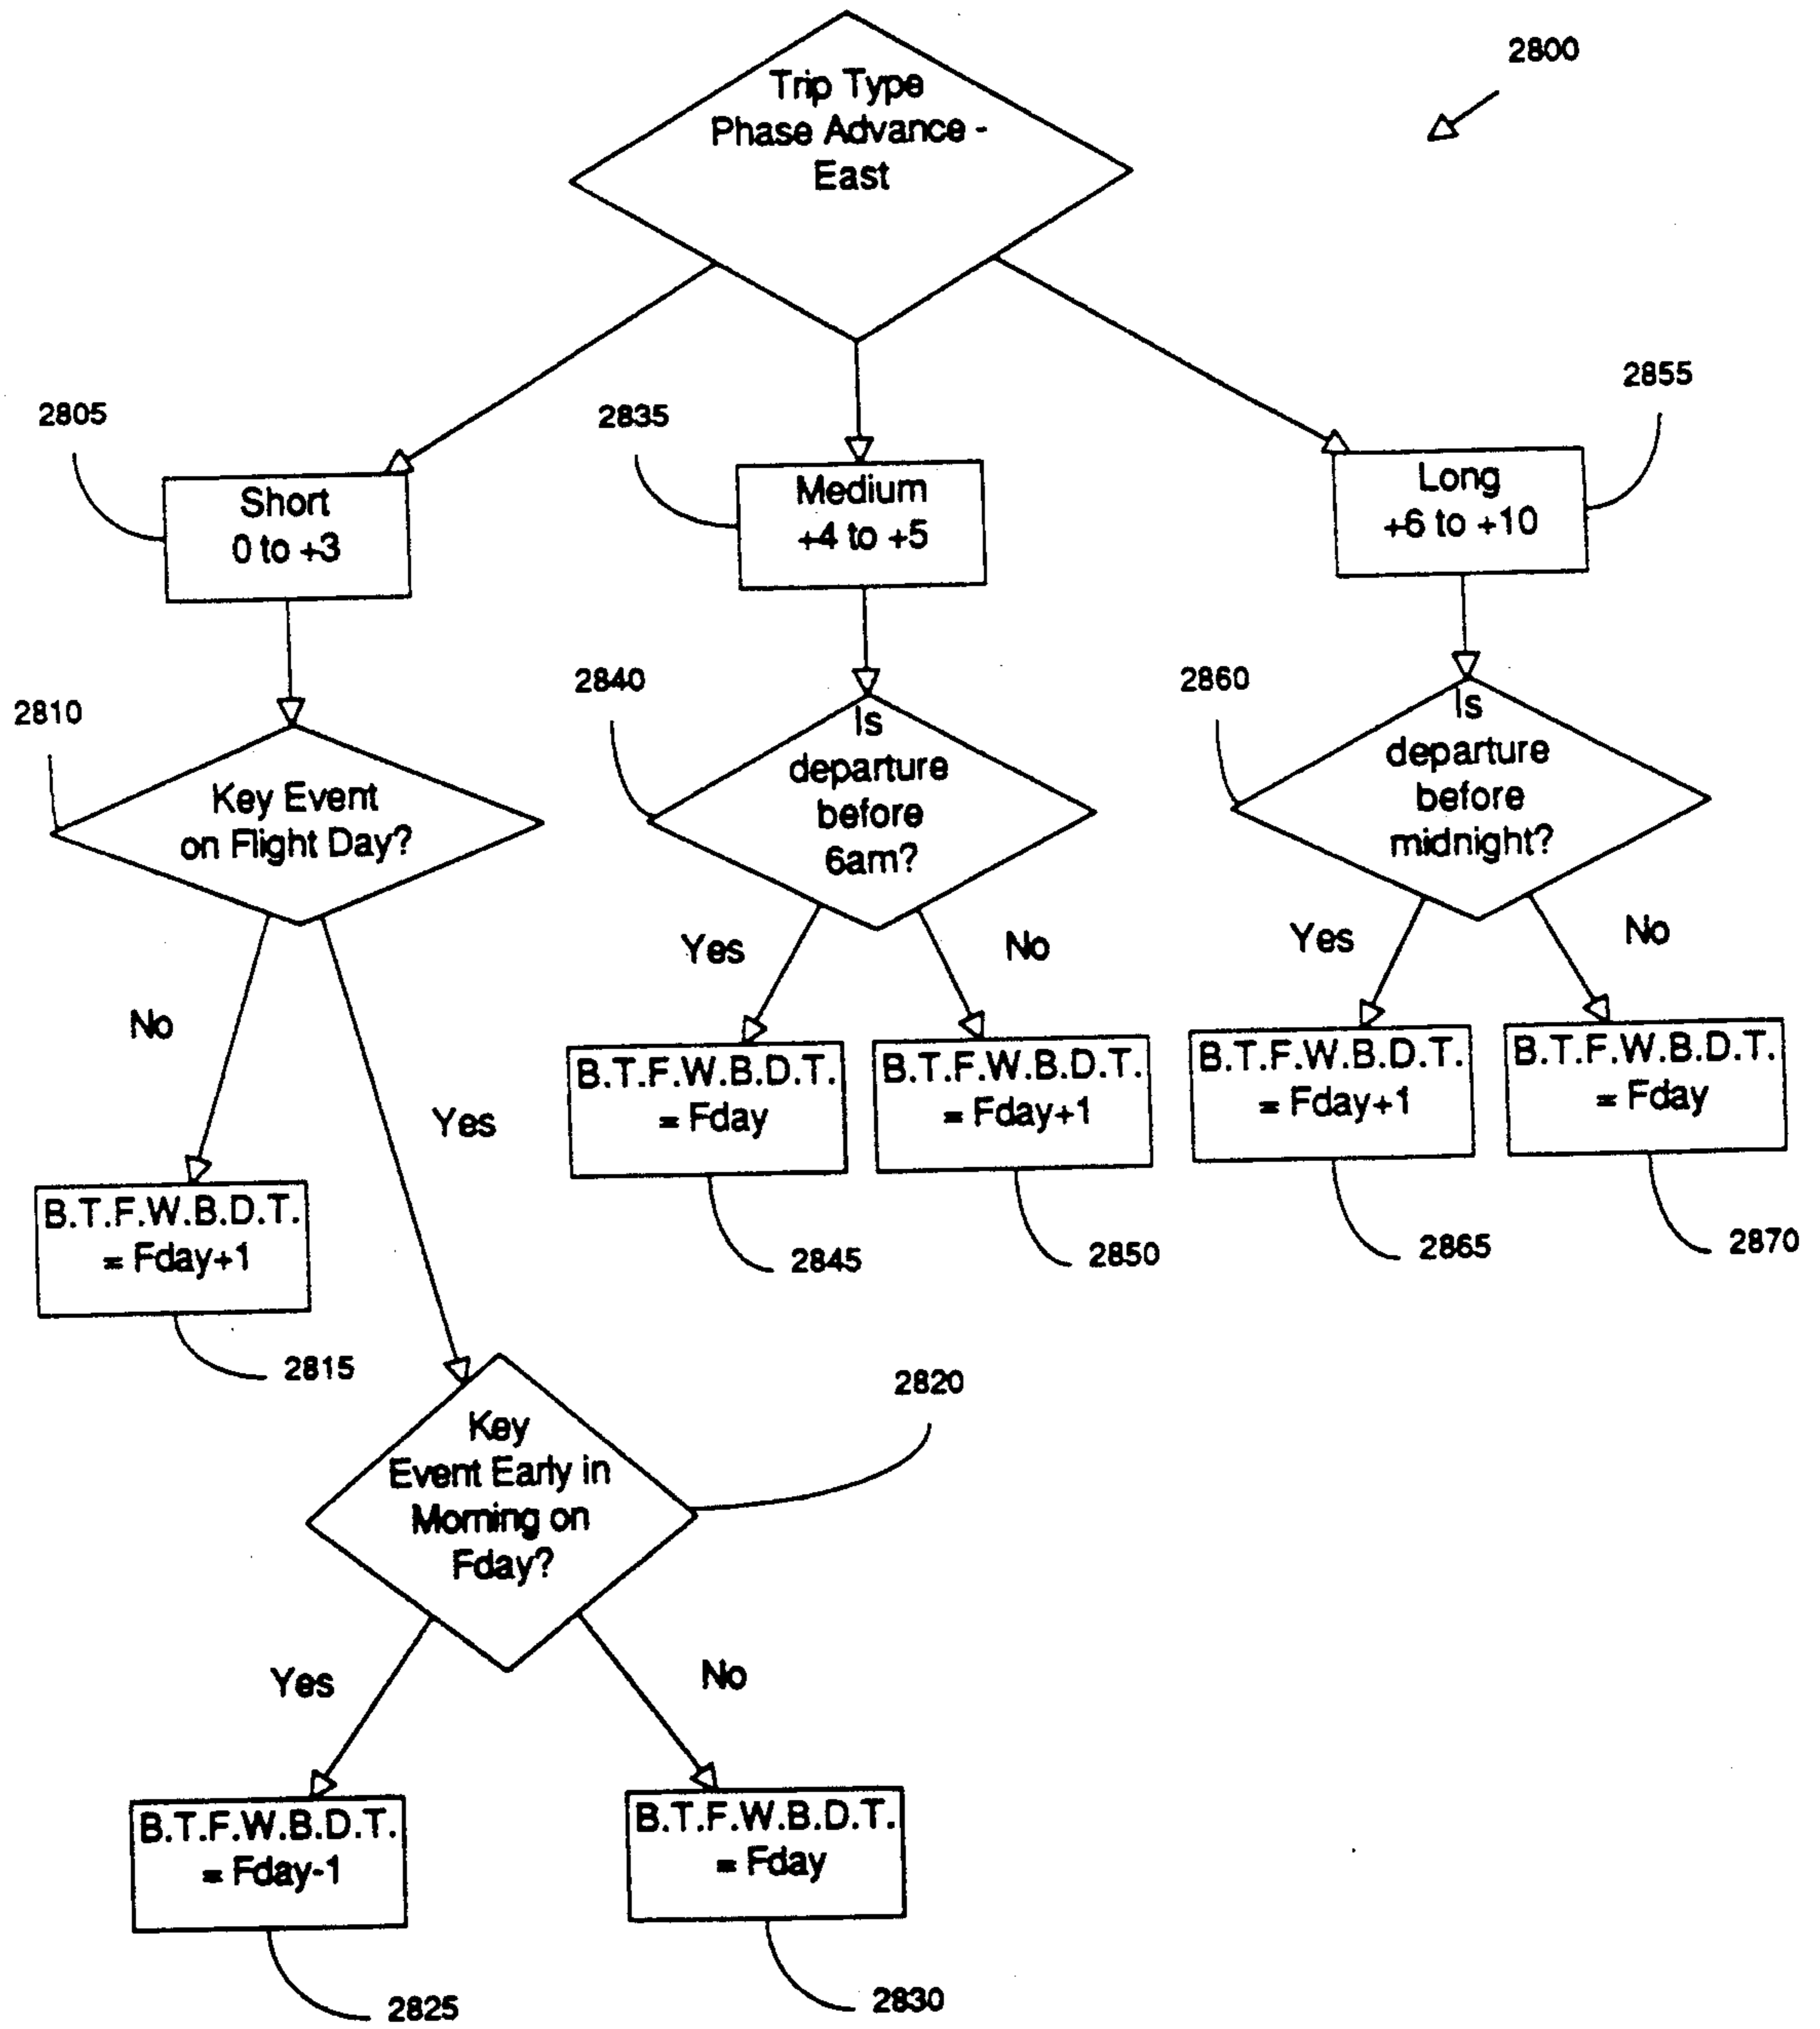 2800
Trip Type
Phase Advance -
East
2805
2835
2855
Short
0 to +3
Medium
+4 to +5
Long
+6 to +10
2810
2840
2860
Key Event
on Flight Day?
Is
departure
before
6am?
Is
departure
before
midnight?
No
Yes
Yes
No
Yes
No
B.T.F.W.B.D.T.
= Fday+1
2815
B.T.F.W.B.D.T.
= Fday
2845
B.T.F.W.B.D.T.
= Fday+1
2850
B.T.F.W.B.D.T.
= Fday+1
2865
B.T.F.W.B.D.T.
= Fday
2870
2820
Key
Event Early in
Morning on
Fday?
Yes
No
B.T.F.W.B.D.T.
= Fday-1
2825
B.T.F.W.B.D.T.
= Fday
2830